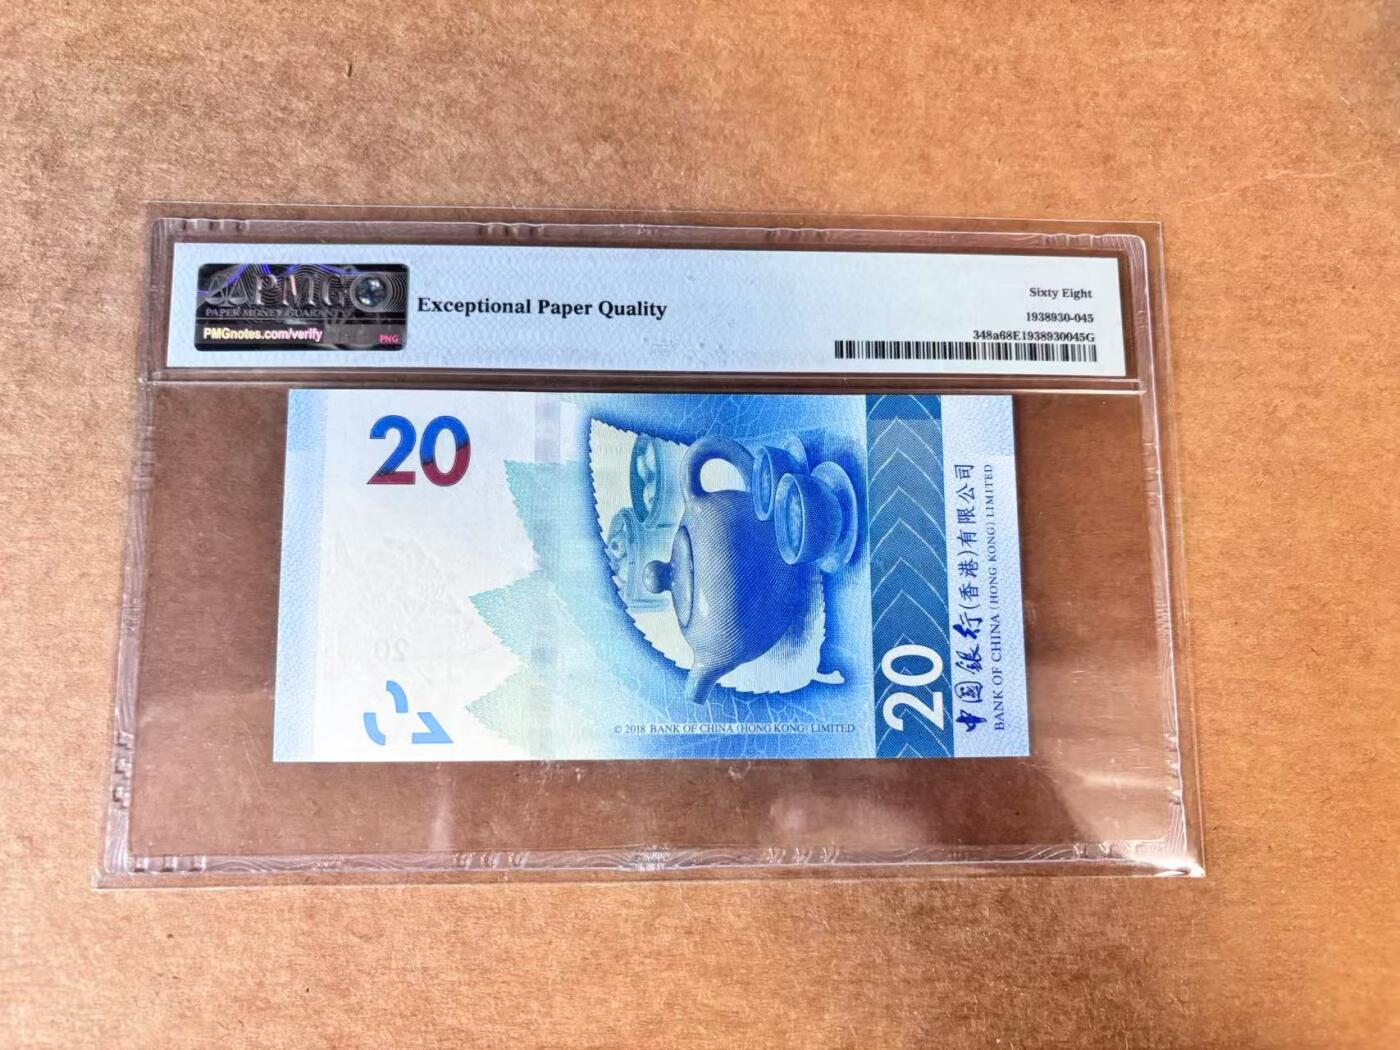 PMG
PAPER MONEY GUARANTY
PMGnotes.com/verify
PNG
Exceptional Paper Quality
Sixty Eight
1938930-045
348a68E1938930045G
20
© 2018 BANK OF CHINA (HONG KONG) LIMITED
20
中国银行(香港)有限公司
BANK OF CHINA (HONG KONG) LIMITED